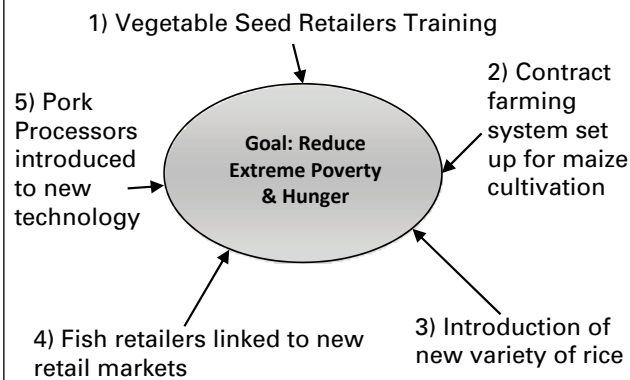 1) Vegetable Seed Retailers Training
2) Contract
farming
system set
up for maize
cultivation
5) Pork
Processors
introduced
to new
technology
Goal: Reduce
Extreme Poverty
& Hunger
3) Introduction of
new variety of rice
4) Fish retailers linked to new
retail markets